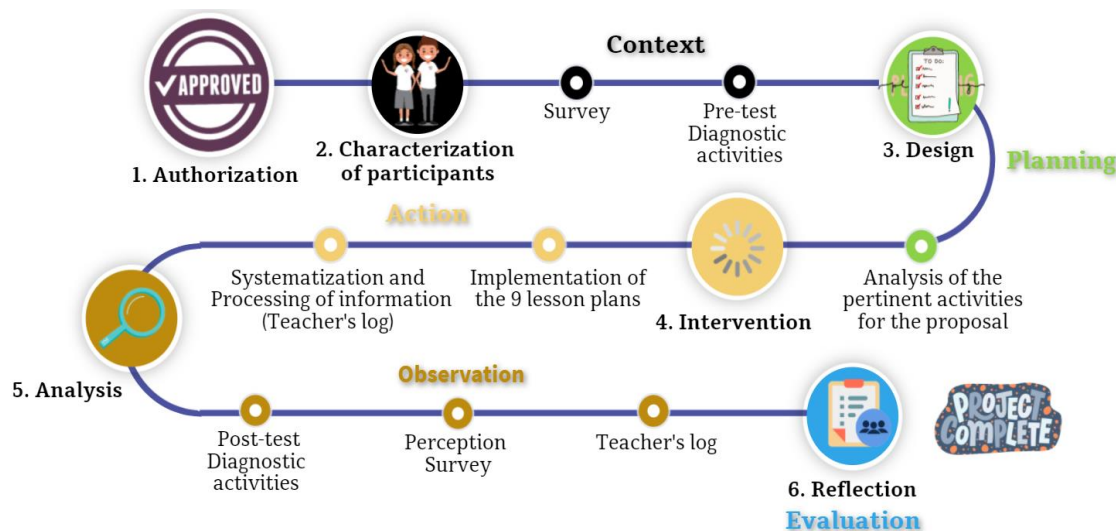 Context
APPROVED
TO DO:
1. Authorization
2. Characterization
of participants
Survey
Pre-test
Diagnostic
activities
3. Design
Planning
Action
Systematization and
Processing of information
(Teacher's log)
Implementation of
the 9 lesson plans
4. Intervention
Analysis of the
pertinent activities
for the proposal
5. Analysis
Observation
Post-test
Diagnostic
activities
Perception
Survey
Teacher's log
6. Reflection
Evaluation
PROJECT
COMPLETE